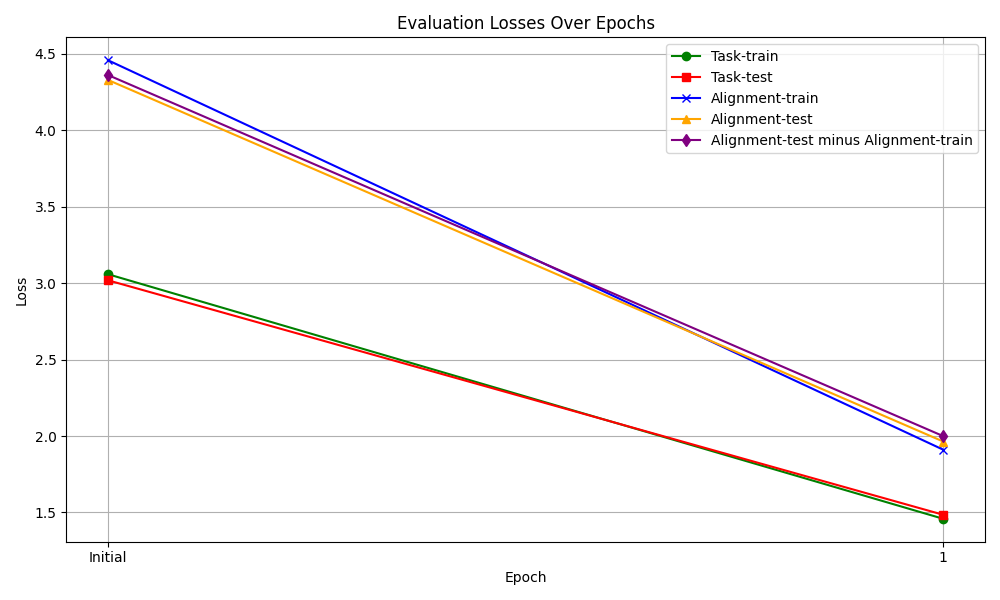 Evaluation Losses Over Epochs
Task-train
Task-test
Alignment-train
Alignment-test
Alignment-test minus Alignment-train
4.5
4.0
3.5
3.0
2.5
2.0
1.5
Loss
Initial
1
Epoch